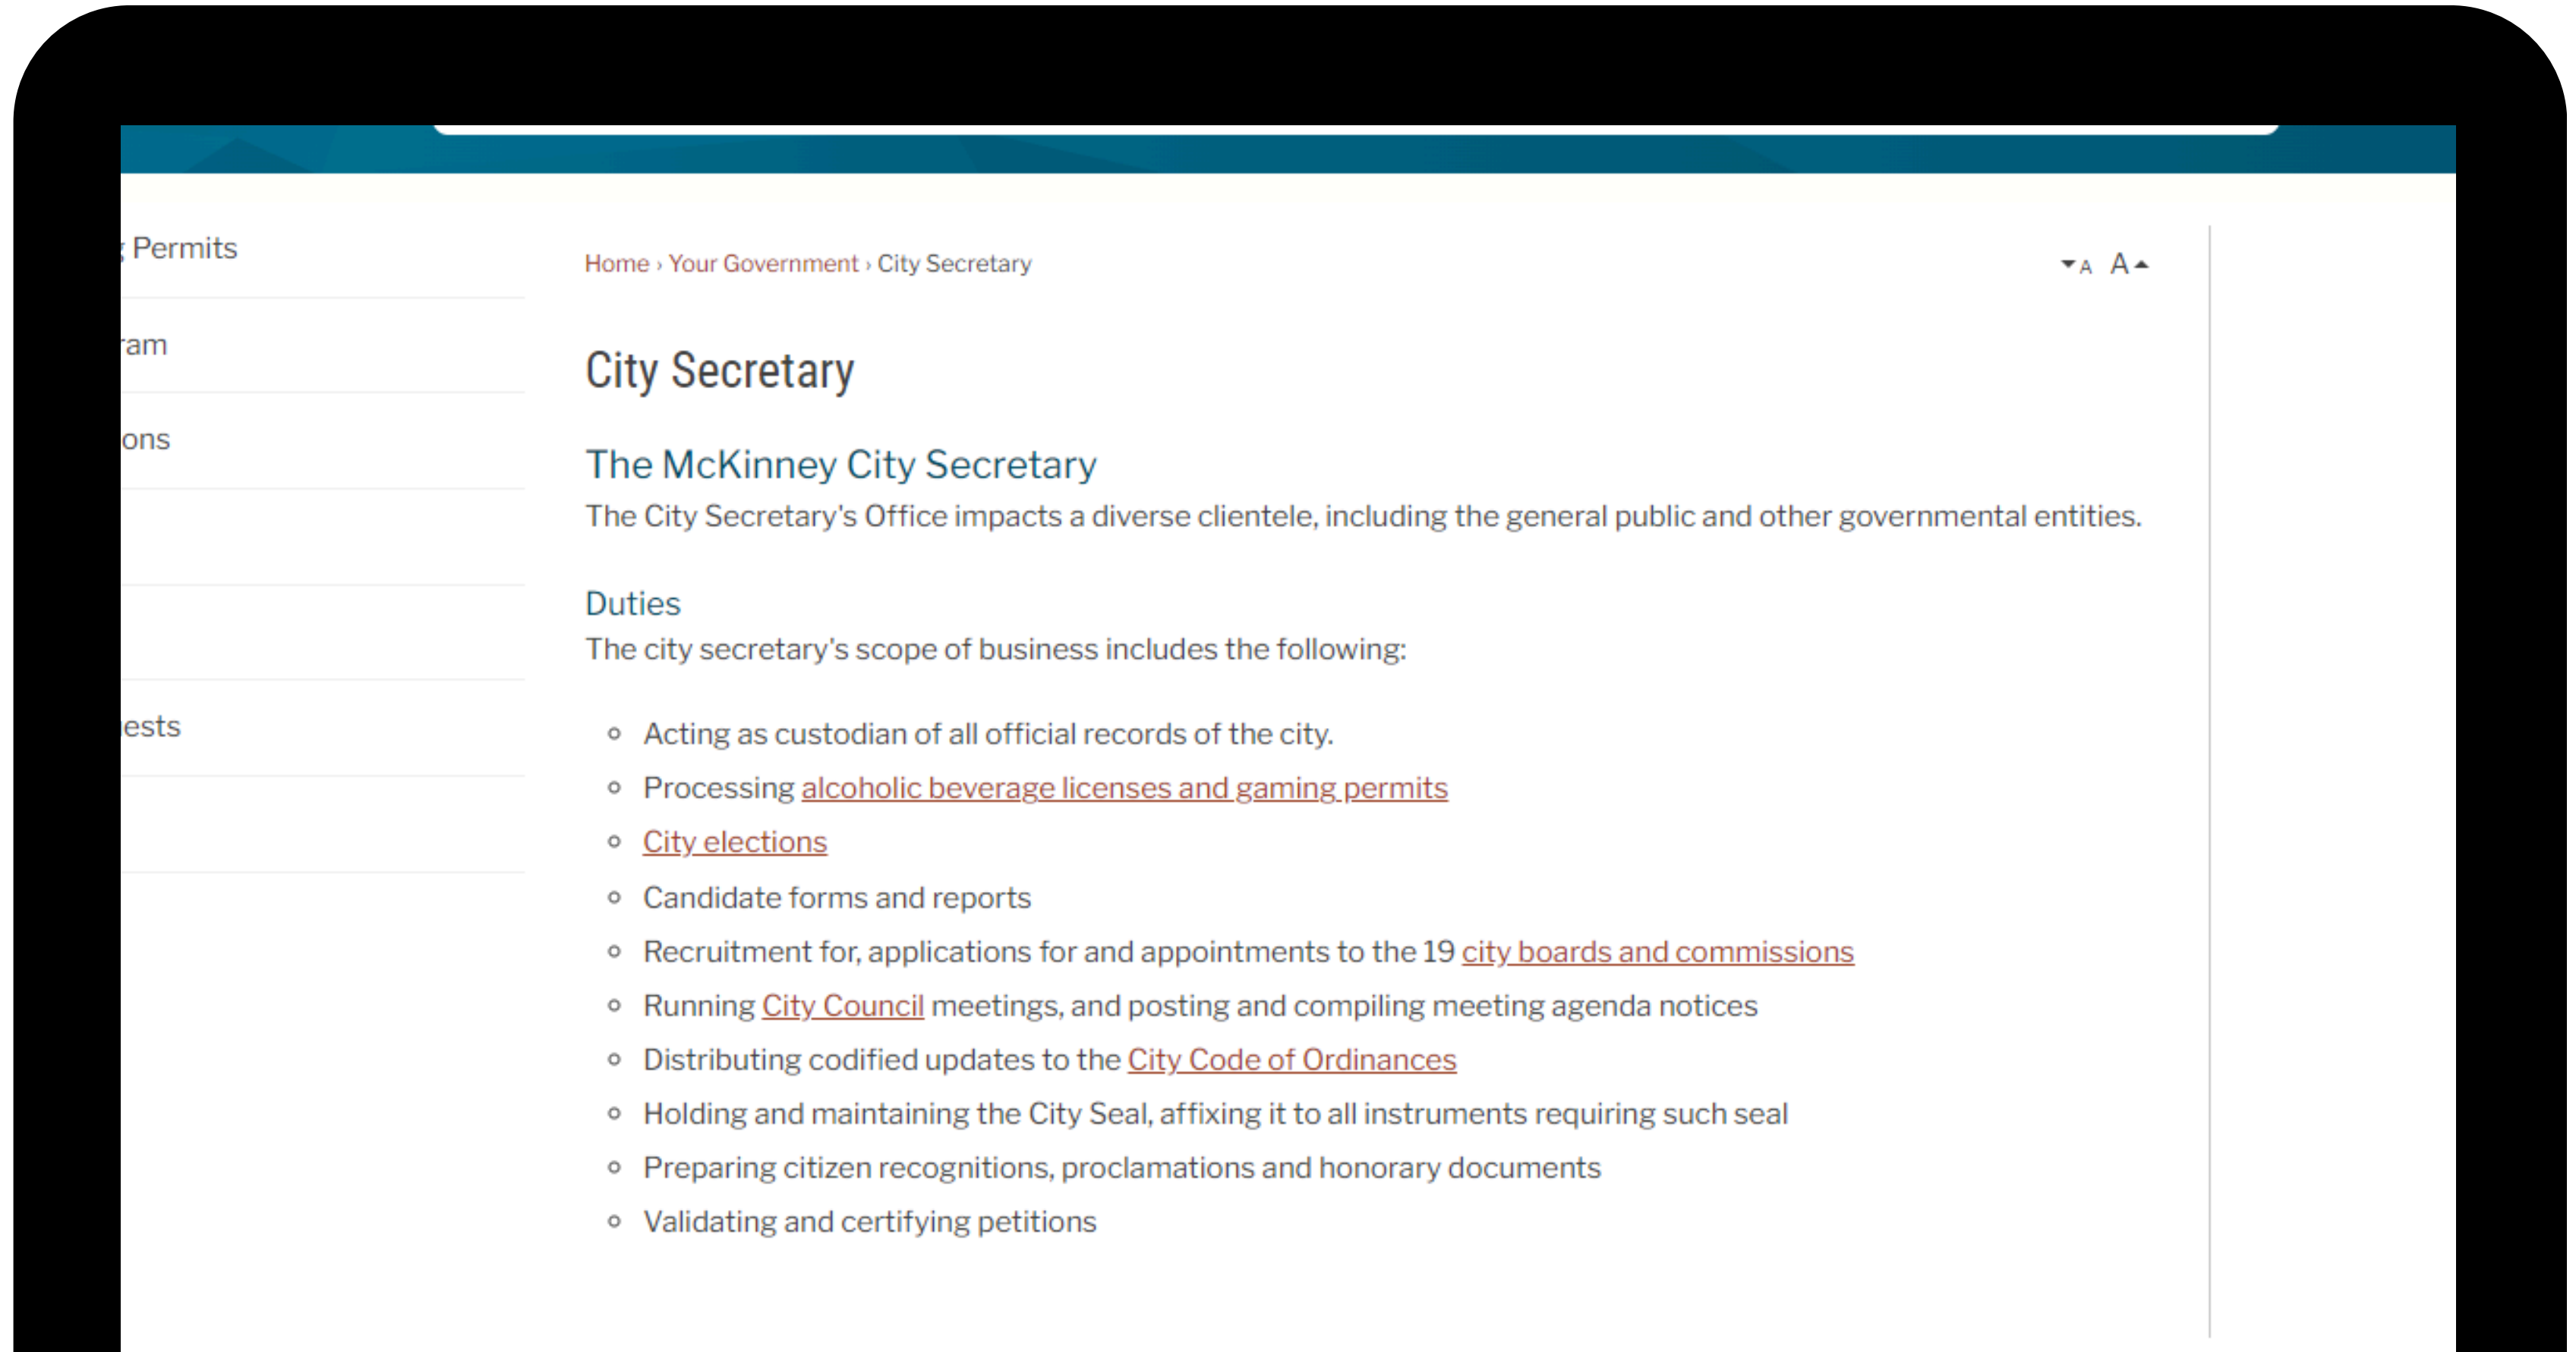 Permits
Home › Your Government › City Secretary
A A
City Secretary
The McKinney City Secretary
The City Secretary's Office impacts a diverse clientele, including the general public and other governmental entities.
Duties
The city secretary's scope of business includes the following:
Acting as custodian of all official records of the city.
Processing alcoholic beverage licenses and gaming permits
City elections
Candidate forms and reports
Recruitment for, applications for and appointments to the 19 city boards and commissions
Running City Council meetings, and posting and compiling meeting agenda notices
Distributing codified updates to the City Code of Ordinances
Holding and maintaining the City Seal, affixing it to all instruments requiring such seal
Preparing citizen recognitions, proclamations and honorary documents
Validating and certifying petitions